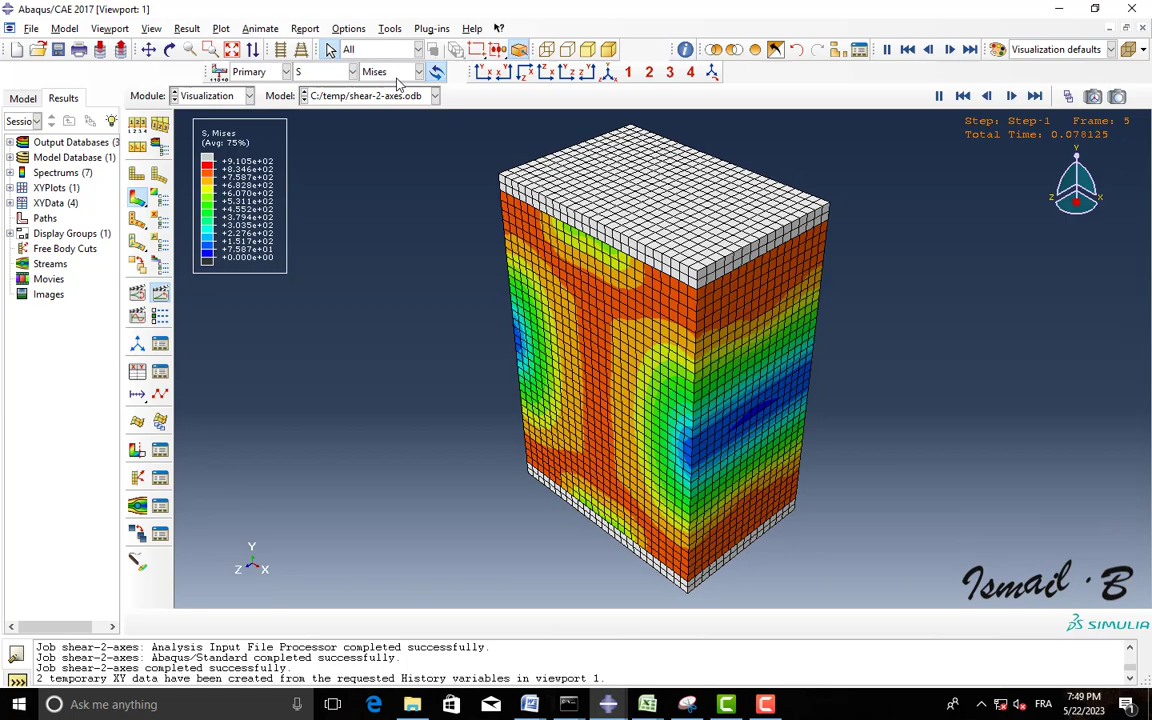 Abaqus/CAE 2017 [Viewport: 1]
File Model Viewport View Result Plot Animate Report Options Tools Plug-ins Help
All Visualization defaults
Primary S Mises 1 2 3 4
Model Results Module: Visualization Model: C:/temp/shear-2-axes.odb
Sessio
Output Databases (3
Model Database (1)
Spectrums (7)
XYPlots (1)
XYData (4)
Paths
Display Groups (1)
Free Body Cuts
Streams
Movies
Images
S, Mises
(Avg: 75%)
+9.105e+02
+8.346e+02
+7.587e+02
+6.828e+02
+6.070e+02
+5.311e+02
+4.552e+02
+3.794e+02
+3.035e+02
+2.276e+02
+1.517e+02
+7.587e+01
+0.000e+00
Step: Step-1 Frame: 5
Total Time: 0.078125
Y
Z X
Y
Z X
Ismail · B
SIMULIA
Job shear-2-axes: Analysis Input File Processor completed successfully.
Job shear-2-axes: Abaqus/Standard completed successfully.
Job shear-2-axes completed successfully.
2 temporary XY data have been created from the requested History variables in viewport 1.
Ask me anything
FRA
7:49 PM
5/22/2023